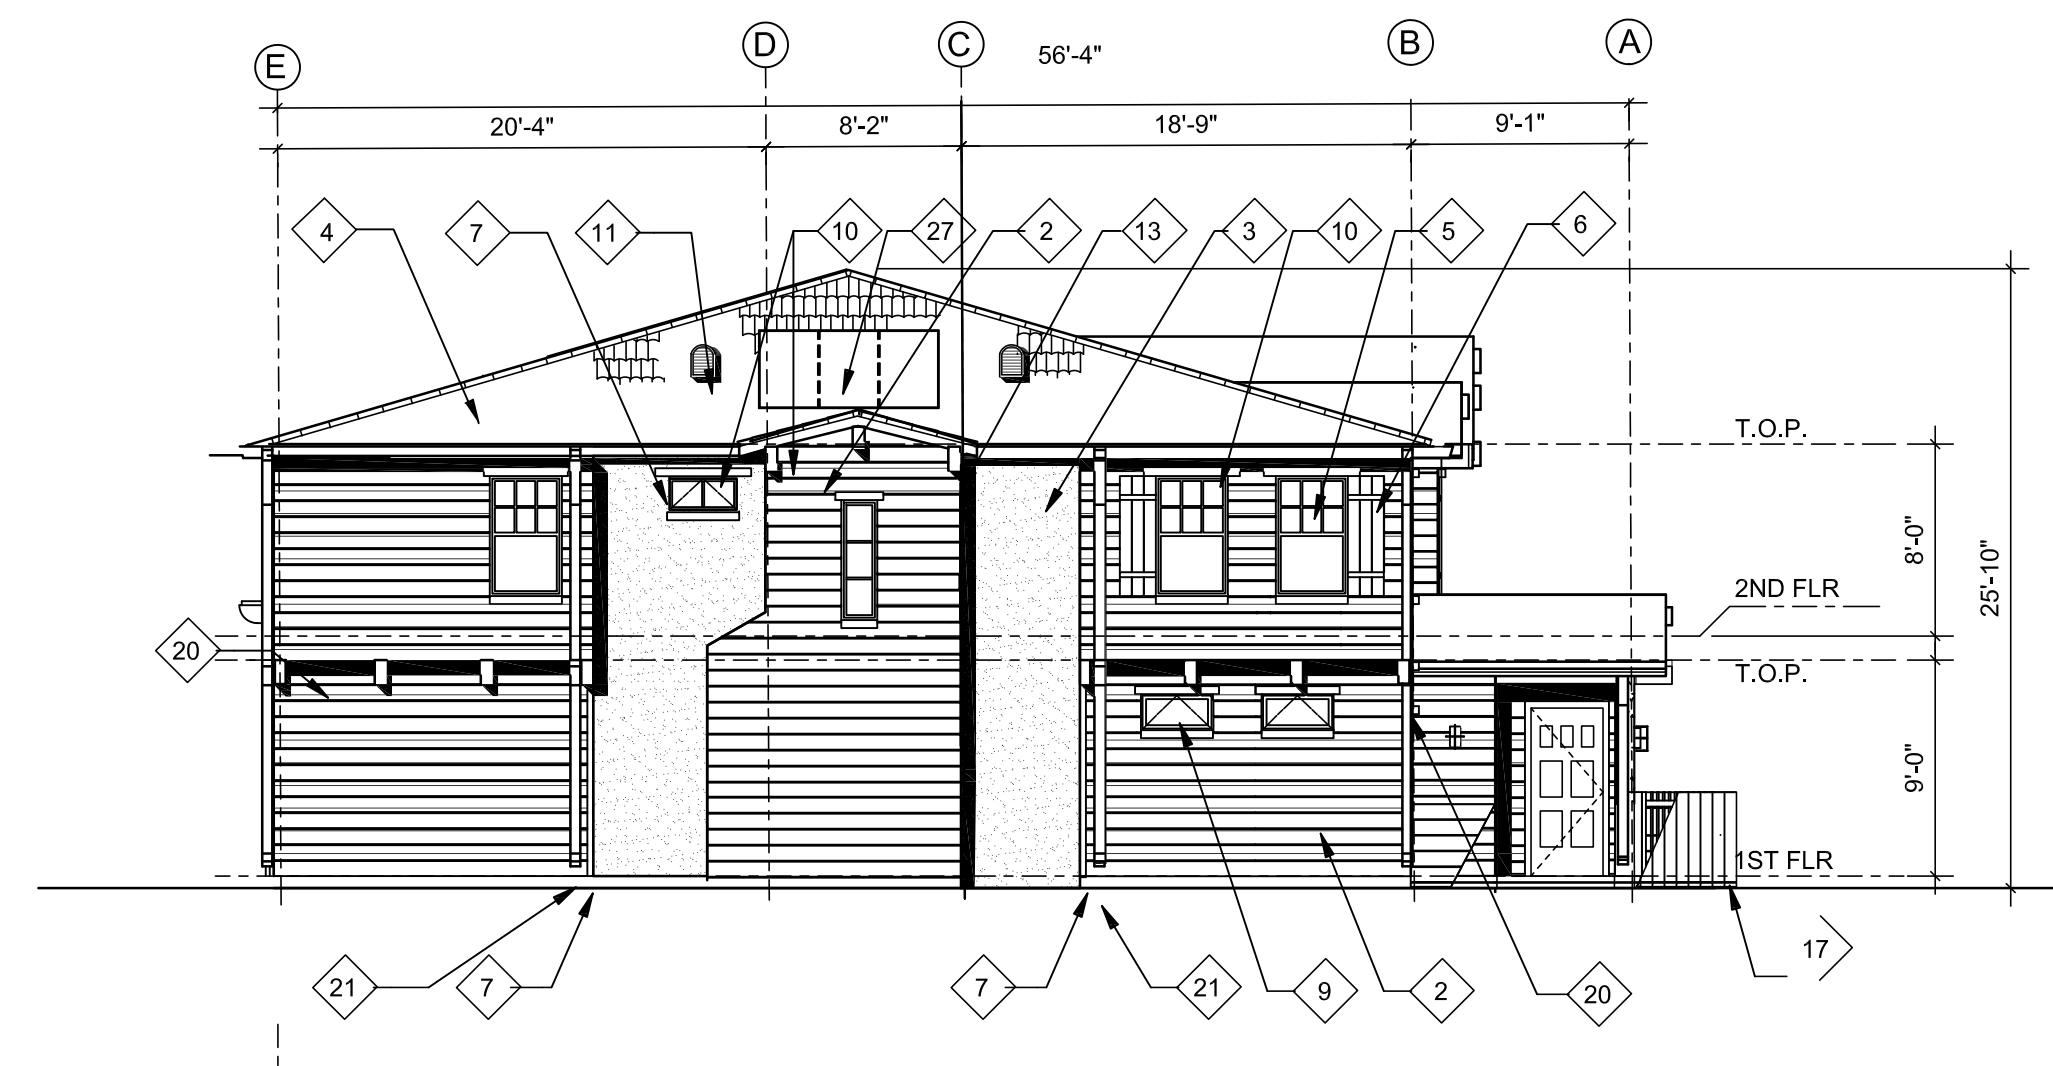 E D C B A
56'-4"
20'-4" 8'-2" 18'-9" 9'-1"
4 7 11 10 27 2 13 3 10 5 6
T.O.P.
8'-0"
25'-10"
2ND FLR
20
T.O.P.
9'-0"
1ST FLR
17
21 7 7 21 9 2 20